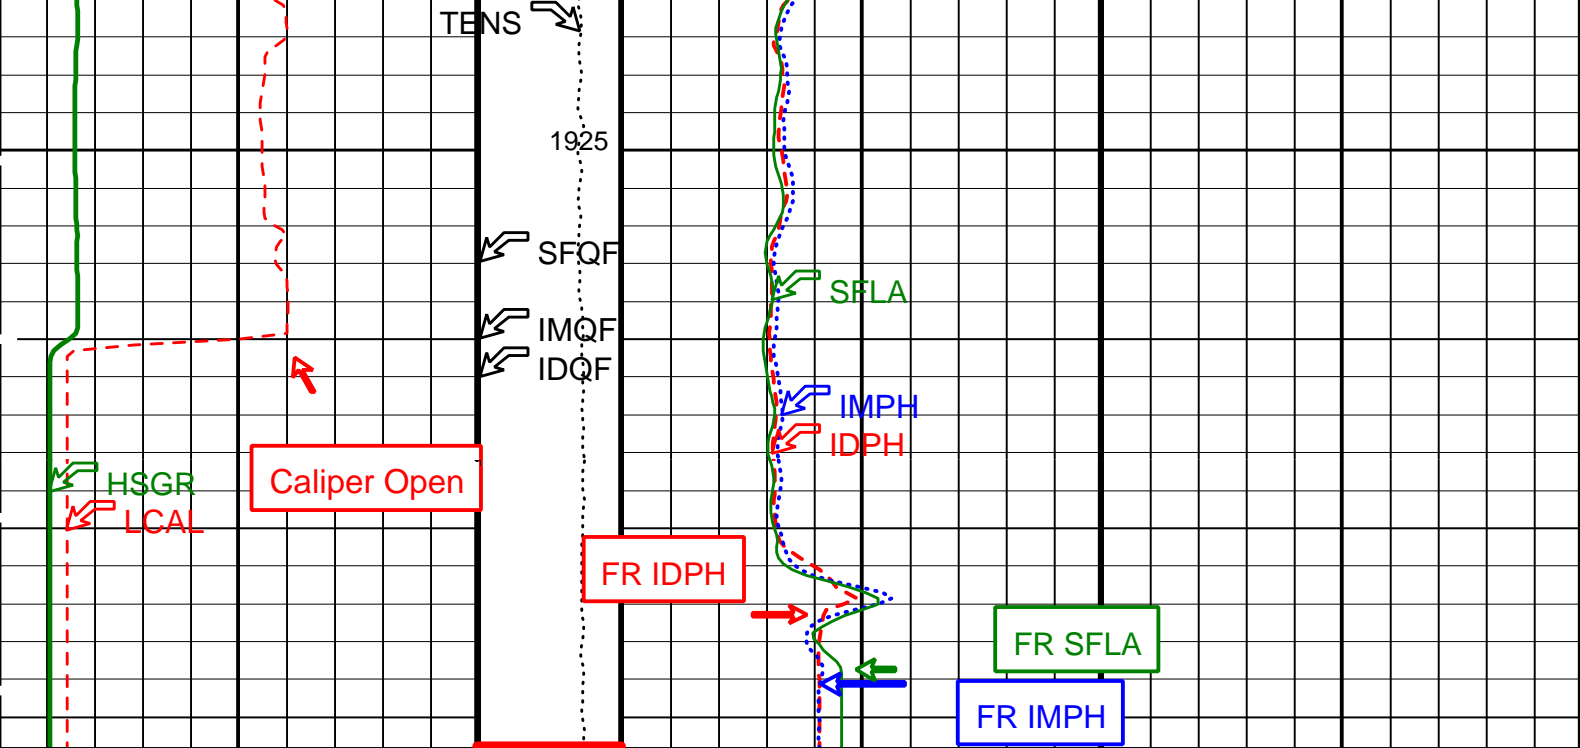 TENS
1925
SFQF
SFLA
IMQF
IDQF
IMPH
IDPH
HSGR
Caliper Open
LCAL
FR IDPH
FR SFLA
FR IMPH